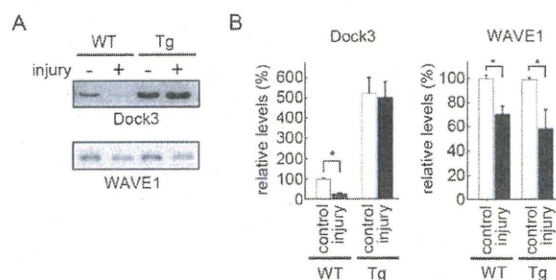 A
WT Tg
injury - + - +
Dock3
WAVE1
B
Dock3
relative levels (%)
600
500
400
300
200
100
0
*
control
injury
control
injury
WT Tg
WAVE1
relative levels (%)
100
80
60
40
20
0
* *
control
injury
control
injury
WT Tg